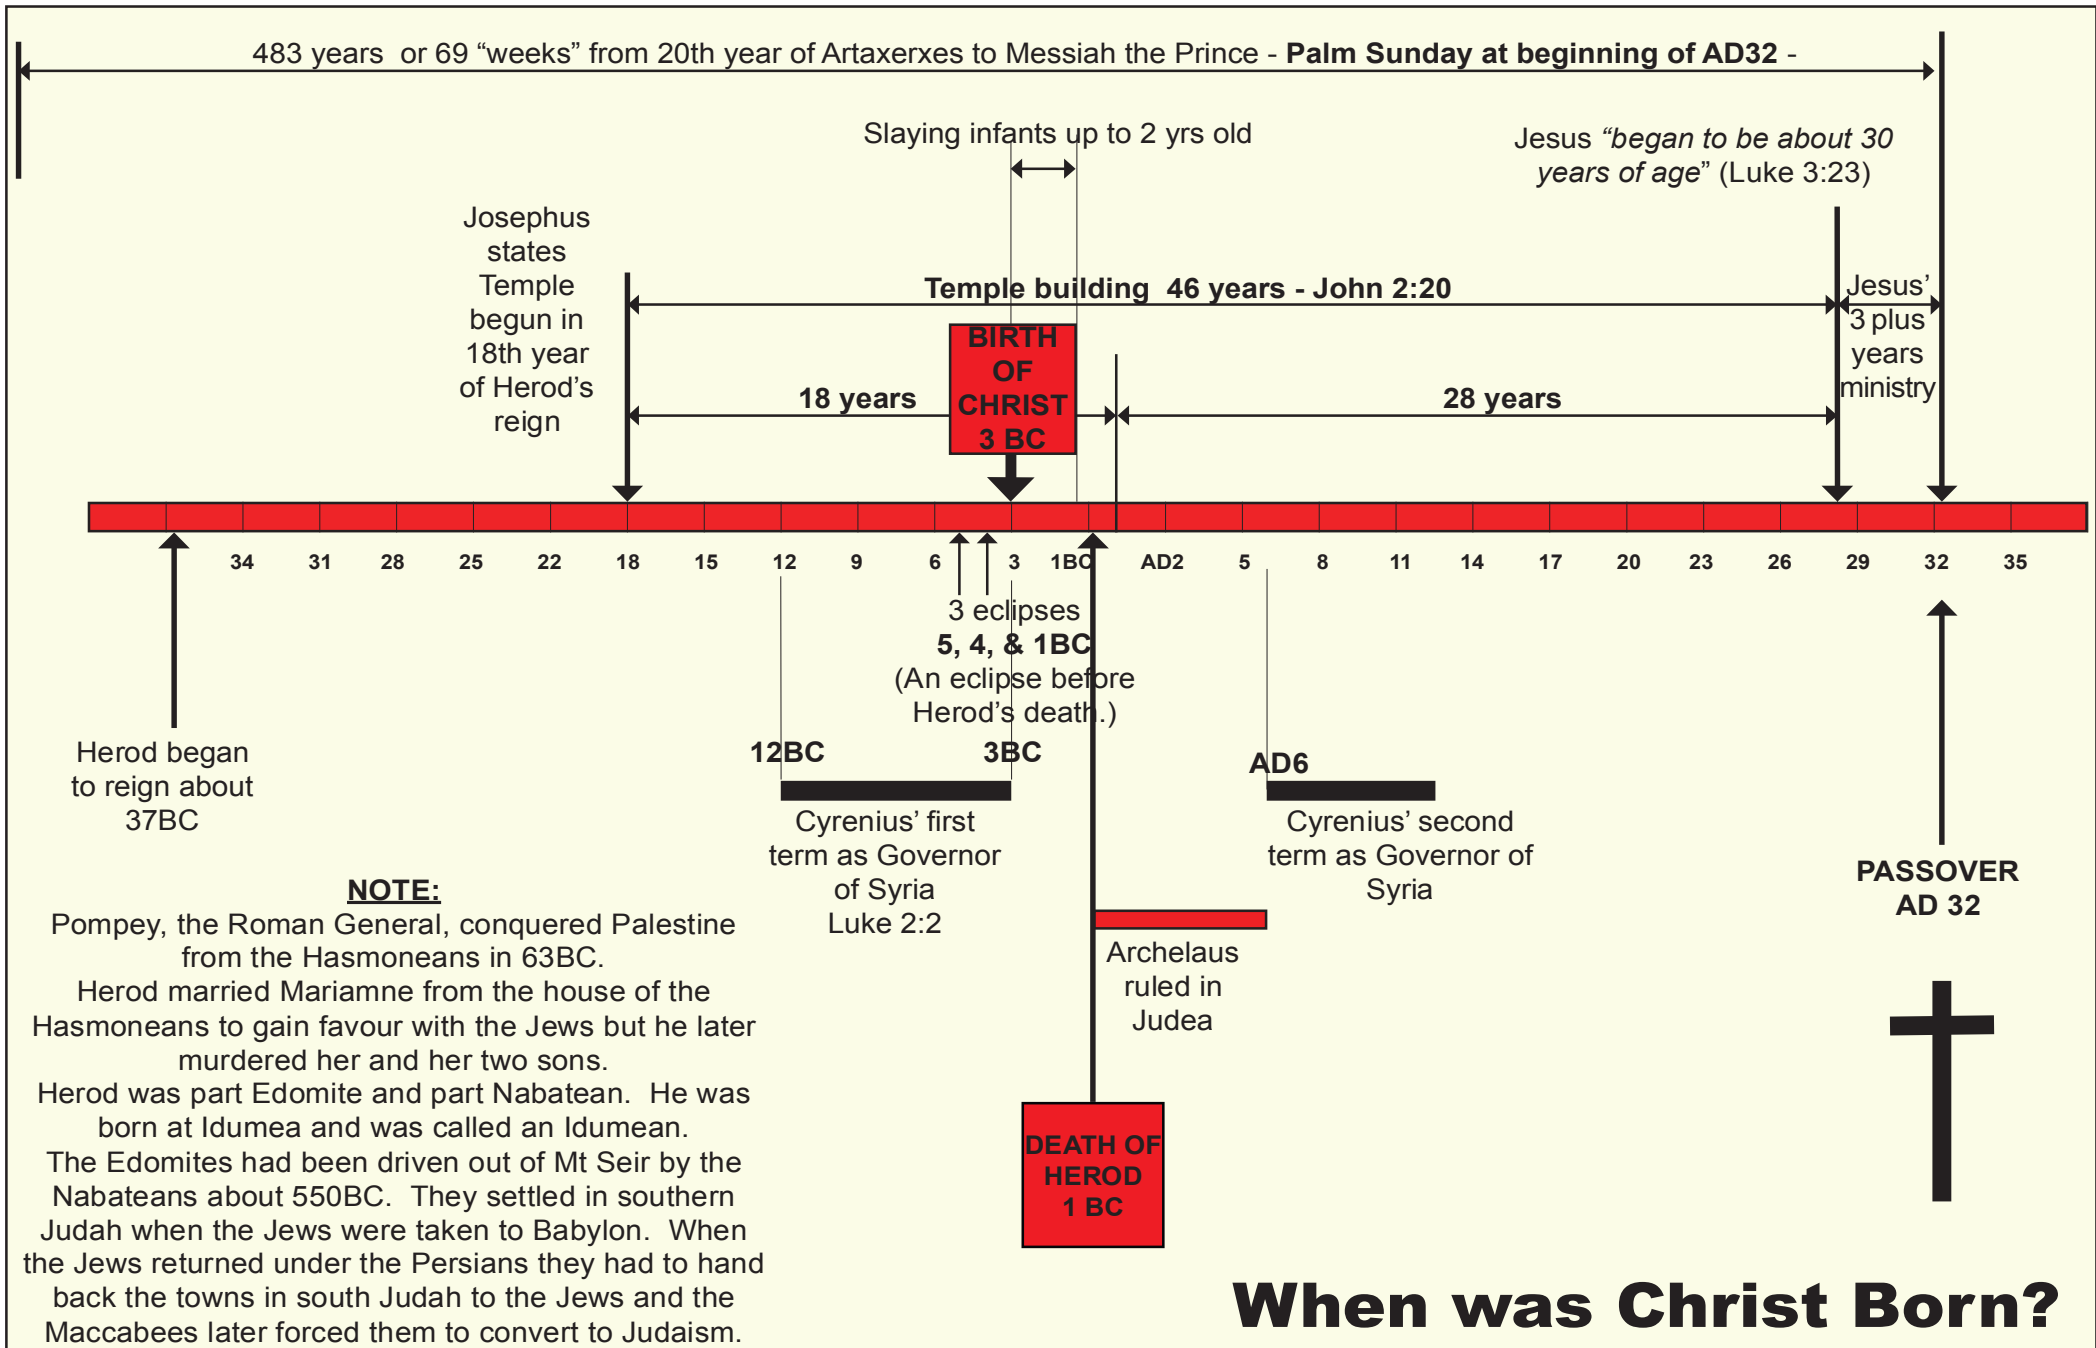 483 years  or 69 “weeks” from 20th year of Artaxerxes to Messiah the Prince - Palm Sunday at beginning of AD32 -
Slaying infants up to 2 yrs old
Jesus “began to be about 30
years of age” (Luke 3:23)
Josephus
states
Temple
begun in
18th year
of Herod’s
reign
Temple building  46 years - John 2:20
Jesus’
3 plus
years
ministry
BIRTH
OF
CHRIST
3 BC
18 years
28 years
34 31 28 25 22 18 15 12 9 6 3 1BC AD2 5 8 11 14 17 20 23 26 29 32 35
3 eclipses
5, 4, & 1BC
(An eclipse before
Herod’s death.)
Herod began
to reign about
37BC
12BC
3BC
Cyrenius’ first
term as Governor
of Syria
Luke 2:2
AD6
Cyrenius’ second
term as Governor of
Syria
Archelaus
ruled in
Judea
PASSOVER
AD 32
DEATH OF
HEROD
1 BC
NOTE:
Pompey, the Roman General, conquered Palestine
from the Hasmoneans in 63BC.
Herod married Mariamne from the house of the
Hasmoneans to gain favour with the Jews but he later
murdered her and her two sons.
Herod was part Edomite and part Nabatean.  He was
born at Idumea and was called an Idumean.
The Edomites had been driven out of Mt Seir by the
Nabateans about 550BC.  They settled in southern
Judah when the Jews were taken to Babylon.  When
the Jews returned under the Persians they had to hand
back the towns in south Judah to the Jews and the
Maccabees later forced them to convert to Judaism.
When was Christ Born?